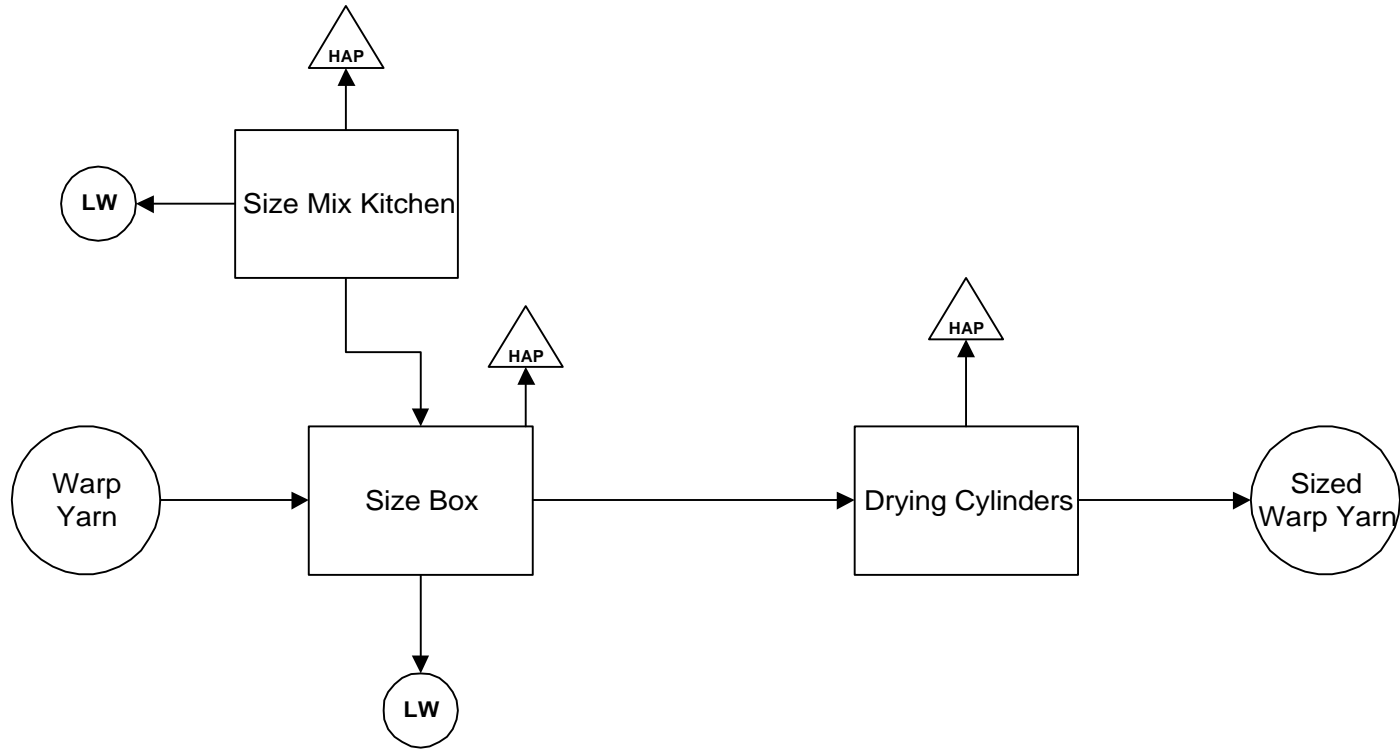 HAP
LW
Size Mix Kitchen
HAP
HAP
Warp
Yarn
Size Box
Drying Cylinders
Sized
Warp Yarn
LW